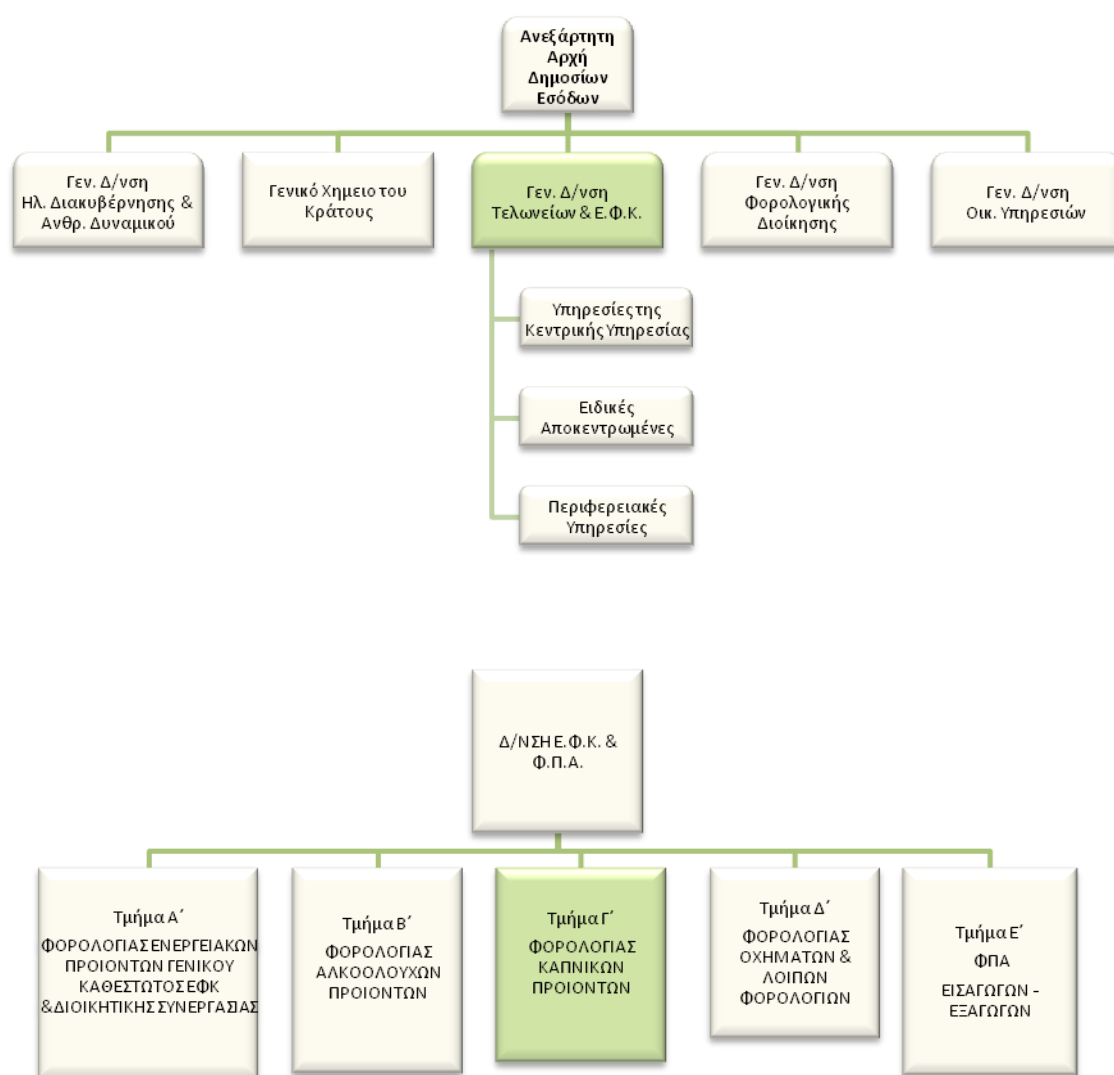 Ανεξάρτητη
Αρχή
Δημοσίων
Εσόδων
Γεν. Δ/νση
Ηλ. Διακυβέρνησης &
Ανθρ. Δυναμικού
Γενικό Χημειο του
Κράτους
Γεν. Δ/νση
Τελωνείων & Ε.Φ.Κ.
Γεν. Δ/νση
Φορολογικής
Διοίκησης
Γεν. Δ/νση
Οικ. Υπηρεσιών
Υπηρεσίες της
Κεντρικής Υπηρεσίας
Ειδικές
Αποκεντρωμένες
Περιφερειακές
Υπηρεσίες
Δ/ΝΣΗ Ε.Φ.Κ. &
Φ.Π.Α.
Τμήμα Α΄
ΦΟΡΟΛΟΓΙΑΣ ΕΝΕΡΓΕΙΑΚΩΝ
ΠΡΟΙΟΝΤΩΝ ΓΕΝΙΚΟΥ
ΚΑΘΕΣΤΩΤΟΣ ΕΦΚ
&ΔΙΟΙΚΗΤΙΚΗΣ ΣΥΝΕΡΓΑΣΙΑΣ
Τμήμα Β΄
ΦΟΡΟΛΟΓΙΑΣ
ΑΛΚΟΟΛΟΥΧΩΝ
ΠΡΟΙΟΝΤΩΝ
Τμήμα Γ΄
ΦΟΡΟΛΟΓΙΑΣ
ΚΑΠΝΙΚΩΝ
ΠΡΟΙΟΝΤΩΝ
Τμήμα Δ΄
ΦΟΡΟΛΟΓΙΑΣ
ΟΧΗΜΑΤΩΝ &
ΛΟΙΠΩΝ
ΦΟΡΟΛΟΓΙΩΝ
Τμήμα Ε΄
ΦΠΑ
ΕΙΣΑΓΩΓΩΝ –
ΕΞΑΓΩΓΩΝ